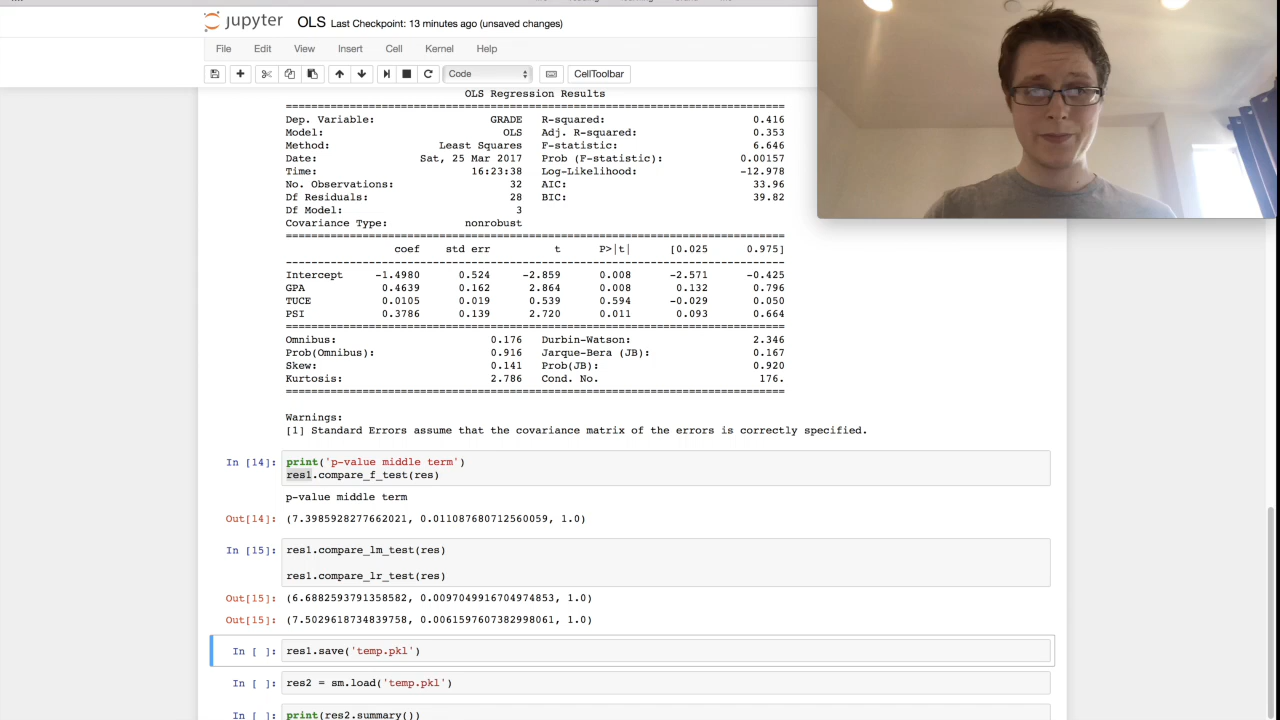 jupyter OLS Last Checkpoint: 13 minutes ago (unsaved changes)
File Edit View Insert Cell Kernel Help
Code CellToolbar
OLS Regression Results
==============================================================================
Dep. Variable: GRADE R-squared: 0.416
Model: OLS Adj. R-squared: 0.353
Method: Least Squares F-statistic: 6.646
Date: Sat, 25 Mar 2017 Prob (F-statistic): 0.00157
Time: 16:23:38 Log-Likelihood: -12.978
No. Observations: 32 AIC: 33.96
Df Residuals: 28 BIC: 39.82
Df Model: 3
Covariance Type: nonrobust
==============================================================================
coef std err t P>|t| [0.025 0.975]
------------------------------------------------------------------------------
Intercept -1.4980 0.524 -2.859 0.008 -2.571 -0.425
GPA 0.4639 0.162 2.864 0.008 0.132 0.796
TUCE 0.0105 0.019 0.539 0.594 -0.029 0.050
PSI 0.3786 0.139 2.720 0.011 0.093 0.664
==============================================================================
Omnibus: 0.176 Durbin-Watson: 2.346
Prob(Omnibus): 0.916 Jarque-Bera (JB): 0.167
Skew: 0.141 Prob(JB): 0.920
Kurtosis: 2.786 Cond. No. 176.
==============================================================================
Warnings:
[1] Standard Errors assume that the covariance matrix of the errors is correctly specified.
In [14]: print('p-value middle term')
res1.compare_f_test(res)
p-value middle term
Out[14]: (7.3985928277662021, 0.011087680712560059, 1.0)
In [15]: res1.compare_lm_test(res)
res1.compare_lr_test(res)
Out[15]: (6.6882593791358582, 0.0097049916704974853, 1.0)
Out[15]: (7.5029618734839758, 0.0061597607382998061, 1.0)
In [ ]: res1.save('temp.pkl')
In [ ]: res2 = sm.load('temp.pkl')
In [ ]: print(res2.summary())